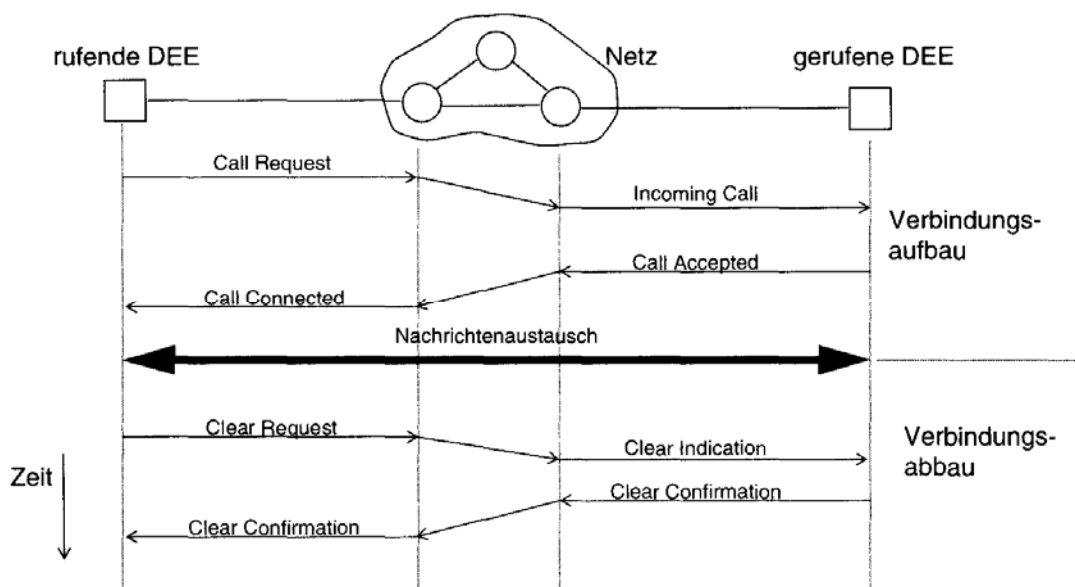 rufende DEE
Netz
gerufene DEE
Call Request
Incoming Call
Verbindungs-
aufbau
Call Accepted
Call Connected
Nachrichtenaustausch
Clear Request
Verbindungs-
abbau
Clear Indication
Zeit
Clear Confirmation
Clear Confirmation